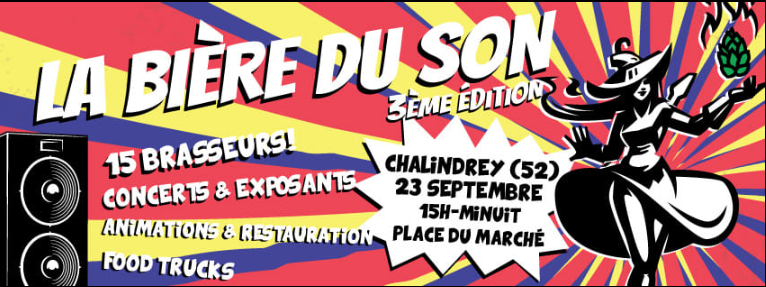 LA BIÈRE DU SON
3ÈME ÉDITION
15 BRASSEURS!
CONCERTS & EXPOSANTS
ANIMATIONS & RESTAURATION
FOOD TRUCKS
CHALINDREY (52)
23 SEPTEMBRE
15H-MINUIT
PLACE DU MARCHÉ